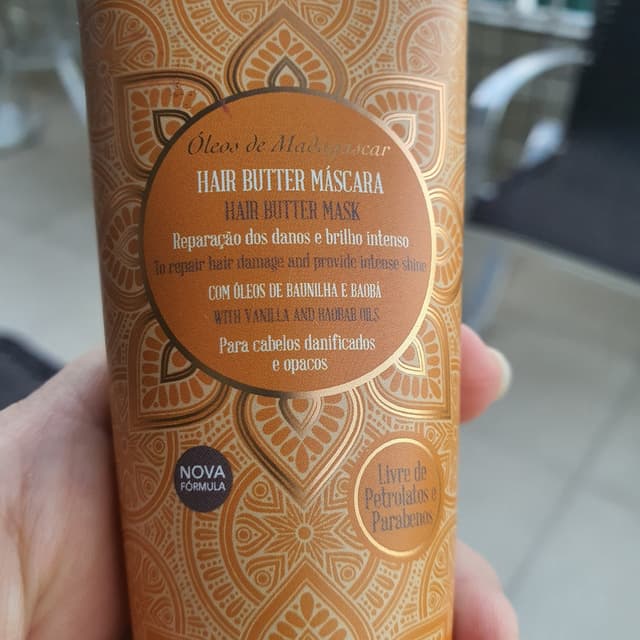 Óleos de Madagascar
HAIR BUTTER MÁSCARA
HAIR BUTTER MASK
Reparação dos danos e brilho intenso
To repair hair damage and provide intense shine
COM ÓLEOS DE BAUNILHA E BAOBÁ
WITH VANILLA AND BAOBAB OILS
Para cabelos danificados
e opacos
NOVA
FÓRMULA
Livre de
Petrolatos e
Parabenos